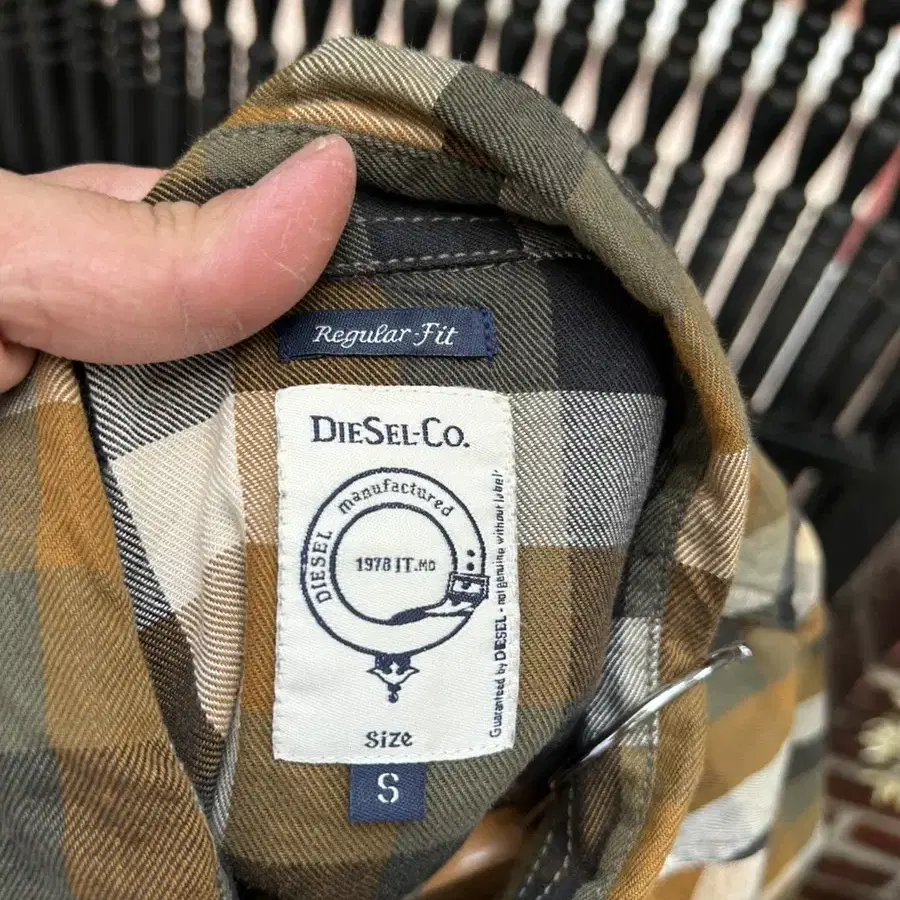 Regular-Fit
DIESEL-CO.
manufactured
DIESEL
1978 IT.MO
Guaranteed by DIESEL - not genuine without label
Size
S